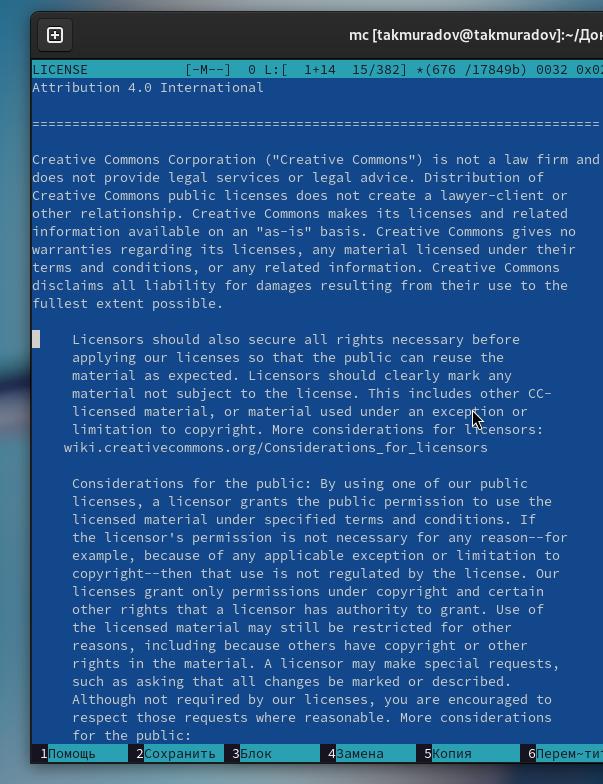 mc [takmuradov@takmuradov]:~/До
LICENSE [-M--] 0 L:[ 1+14 15/382] *(676 /17849b) 0032 0x0
Attribution 4.0 International
=======================================================================
Creative Commons Corporation ("Creative Commons") is not a law firm and
does not provide legal services or legal advice. Distribution of
Creative Commons public licenses does not create a lawyer-client or
other relationship. Creative Commons makes its licenses and related
information available on an "as-is" basis. Creative Commons gives no
warranties regarding its licenses, any material licensed under their
terms and conditions, or any related information. Creative Commons
disclaims all liability for damages resulting from their use to the
fullest extent possible.
Licensors should also secure all rights necessary before
applying our licenses so that the public can reuse the
material as expected. Licensors should clearly mark any
material not subject to the license. This includes other CC-
licensed material, or material used under an exception or
limitation to copyright. More considerations for licensors:
wiki.creativecommons.org/Considerations_for_licensors
Considerations for the public: By using one of our public
licenses, a licensor grants the public permission to use the
licensed material under specified terms and conditions. If
the licensor's permission is not necessary for any reason--for
example, because of any applicable exception or limitation to
copyright--then that use is not regulated by the license. Our
licenses grant only permissions under copyright and certain
other rights that a licensor has authority to grant. Use of
the licensed material may still be restricted for other
reasons, including because others have copyright or other
rights in the material. A licensor may make special requests,
such as asking that all changes be marked or described.
Although not required by our licenses, you are encouraged to
respect those requests where reasonable. More considerations
for the public:
1Помощь 2Сохранить 3Блок 4Замена 5Копия 6Перем~тит